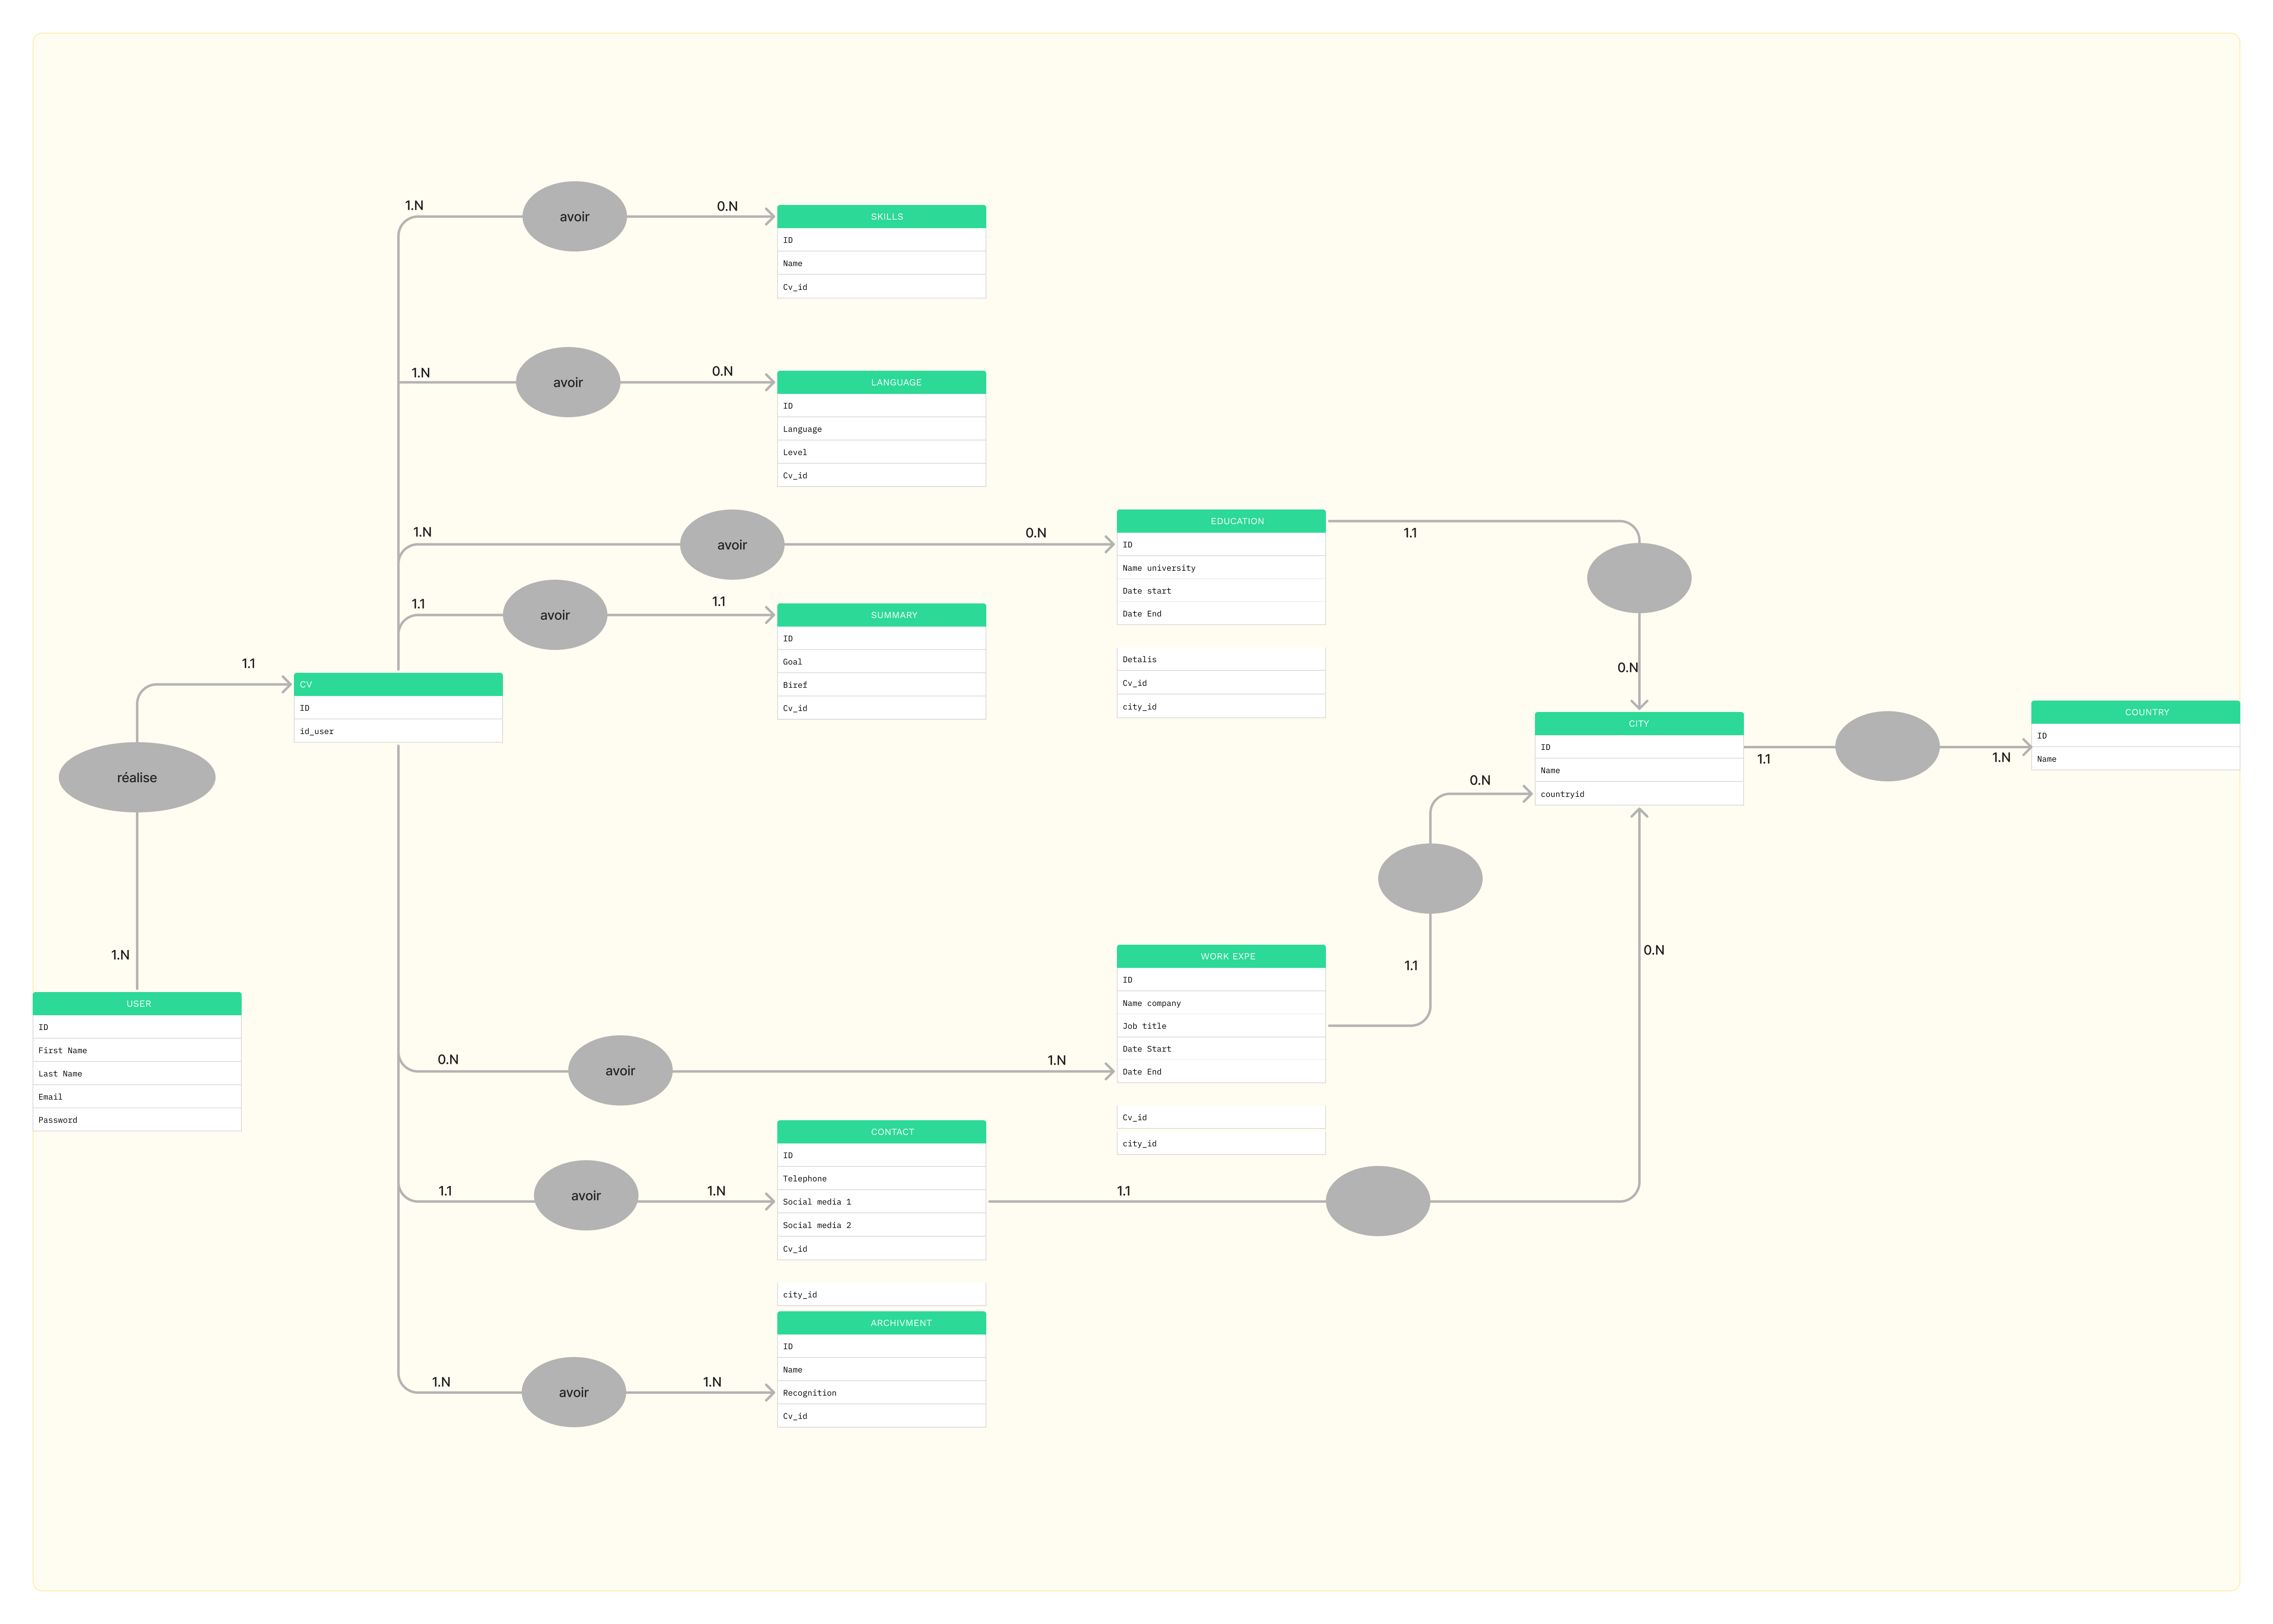 1.N
avoir
0.N
SKILLS
ID
Name
Cv_id
1.N
avoir
0.N
LANGUAGE
ID
Language
Level
Cv_id
1.N
avoir
0.N
EDUCATION
ID
Name university
Date start
Date End
Detalis
Cv_id
city_id
1.1
0.N
1.1
avoir
1.1
SUMMARY
ID
Goal
Biref
Cv_id
1.1
CV
ID
id_user
réalise
1.N
USER
ID
First Name
Last Name
Email
Password
CITY
ID
Name
countryid
1.1
1.N
COUNTRY
ID
Name
0.N
1.1
0.N
WORK EXPE
ID
Name company
Job title
Date Start
Date End
Cv_id
city_id
0.N
avoir
1.N
CONTACT
ID
Telephone
Social media 1
Social media 2
Cv_id
city_id
1.1
avoir
1.N
1.1
ARCHIVMENT
ID
Name
Recognition
Cv_id
1.N
avoir
1.N